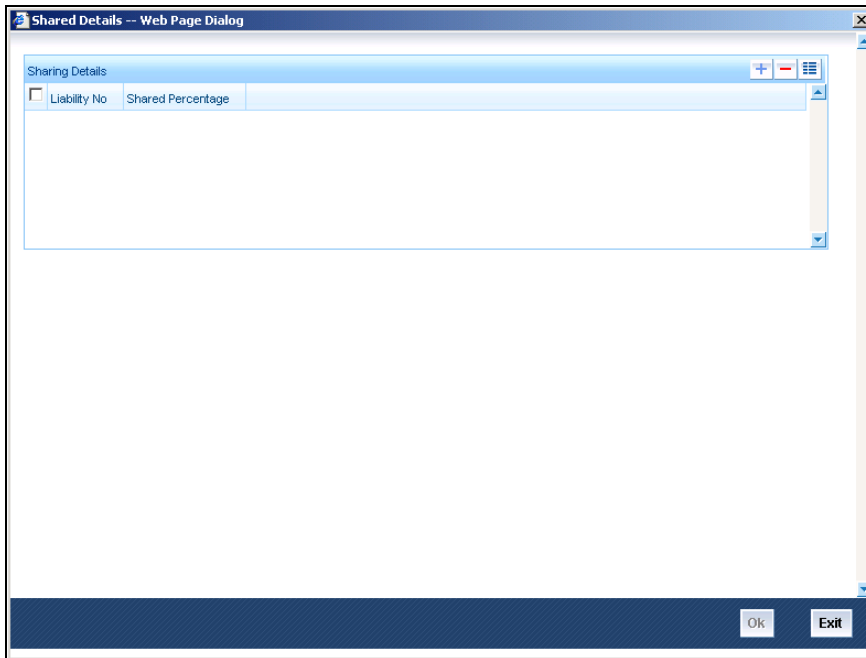 Shared Details -- Web Page Dialog
Sharing Details
Liability No Shared Percentage
Ok Exit